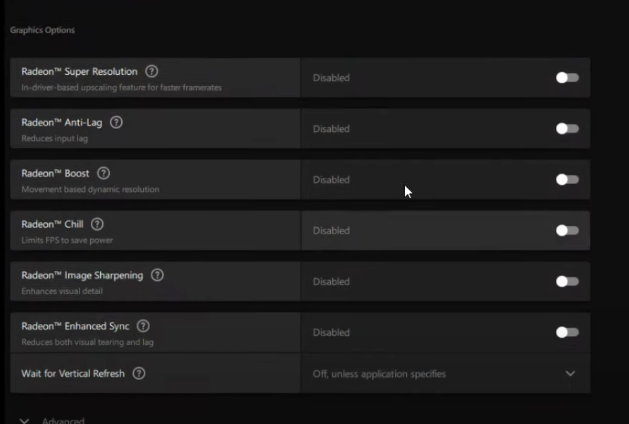 Graphics Options
Radeon™ Super Resolution
Disabled
In-driver-based upscaling feature for faster framerates
Radeon™ Anti-Lag
Disabled
Reduces input lag
Radeon™ Boost
Disabled
Movement based dynamic resolution
Radeon™ Chill
Disabled
Limits FPS to save power
Radeon™ Image Sharpening
Disabled
Enhances visual detail
Radeon™ Enhanced Sync
Disabled
Reduces both visual tearing and lag
Wait for Vertical Refresh
Off, unless application specifies
Advanced